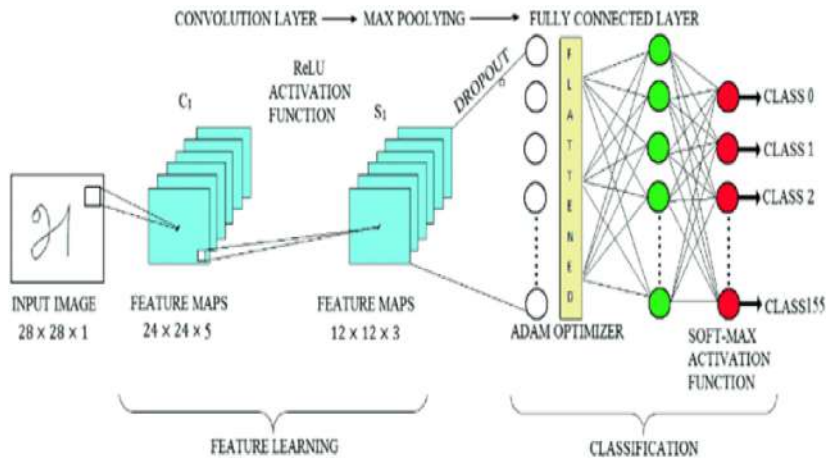 CONVOLUTION LAYER → MAX POOLYING → FULLY CONNECTED LAYER
ReLU
ACTIVATION
FUNCTION
C1
S1
DROPOUT
FLATTENED
CLASS 0
CLASS 1
CLASS 2
CLASS155
INPUT IMAGE
28 × 28 × 1
FEATURE MAPS
24 × 24 × 5
FEATURE MAPS
12 × 12 × 3
ADAM OPTIMIZER
SOFT-MAX
ACTIVATION
FUNCTION
FEATURE LEARNING
CLASSIFICATION